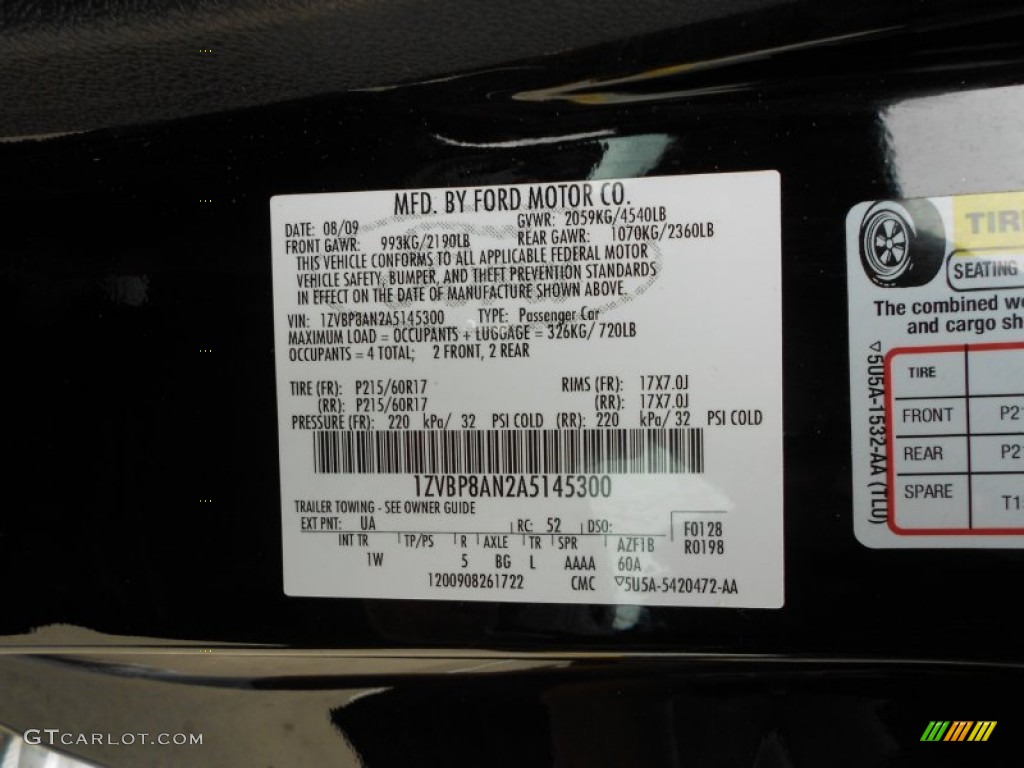 MFD. BY FORD MOTOR CO.
DATE: 08/09 GVWR: 2059KG/4540LB
FRONT GAWR: 993KG/2190LB REAR GAWR: 1070KG/2360LB
THIS VEHICLE CONFORMS TO ALL APPLICABLE FEDERAL MOTOR
VEHICLE SAFETY, BUMPER, AND THEFT PREVENTION STANDARDS
IN EFFECT ON THE DATE OF MANUFACTURE SHOWN ABOVE.
VIN: 1ZVBP8AN2A5145300 TYPE: Passenger Car
MAXIMUM LOAD = OCCUPANTS + LUGGAGE = 326KG/ 720LB
OCCUPANTS = 4 TOTAL; 2 FRONT, 2 REAR
TIRE (FR): P215/60R17 RIMS (FR): 17X7.0J
(RR): P215/60R17 (RR): 17X7.0J
PRESSURE (FR): 220 kPa/ 32 PSI COLD (RR): 220 kPa/ 32 PSI COLD
1ZVBP8AN2A5145300
TRAILER TOWING - SEE OWNER GUIDE
EXT PNT: UA RC: 52 DSO: F0128
INT TR TP/PS R AXLE TR SPR AZF1B R0198
1W 5 BG L AAAA 60A
1200908261722 CMC ▽5U5A-5420472-AA
TIRE
SEATING
The combined we
and cargo sh
▽5U5A-1532-AA (TL0)
TIRE
FRONT P21
REAR P21
SPARE T1
GTCARLOT.COM